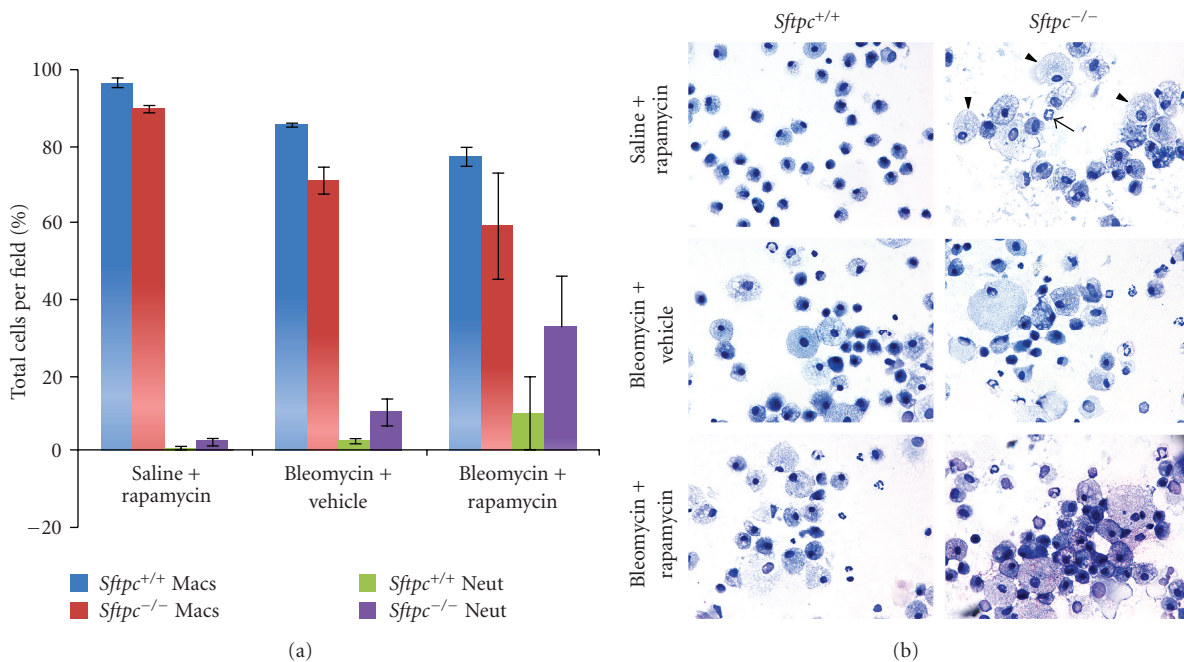 100
80
60
40
20
0
−20
Total cells per field (%)
Saline +
rapamycin
Bleomycin +
vehicle
Bleomycin +
rapamycin
Sftpc+/+ Macs
Sftpc−/− Macs
Sftpc+/+ Neut
Sftpc−/− Neut
(a)
Sftpc+/+
Sftpc−/−
Saline +
rapamycin
Bleomycin +
vehicle
Bleomycin +
rapamycin
(b)